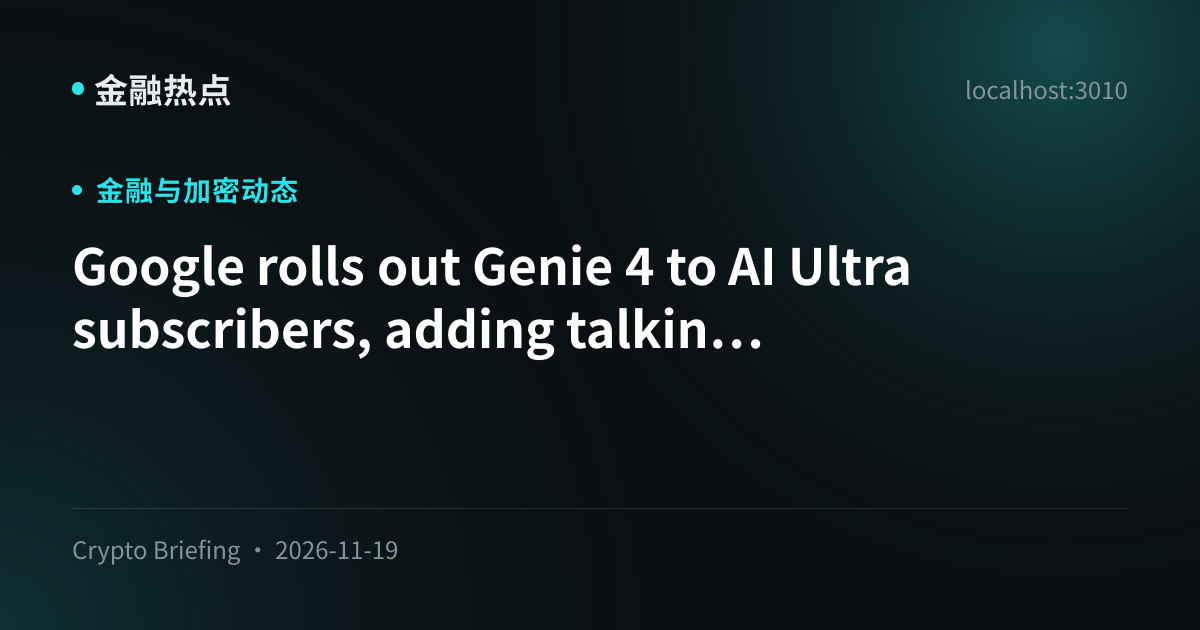 金融热点
localhost:3010
金融与加密动态
Google rolls out Genie 4 to AI Ultra
subscribers, adding talkin…
Crypto Briefing · 2026-11-19